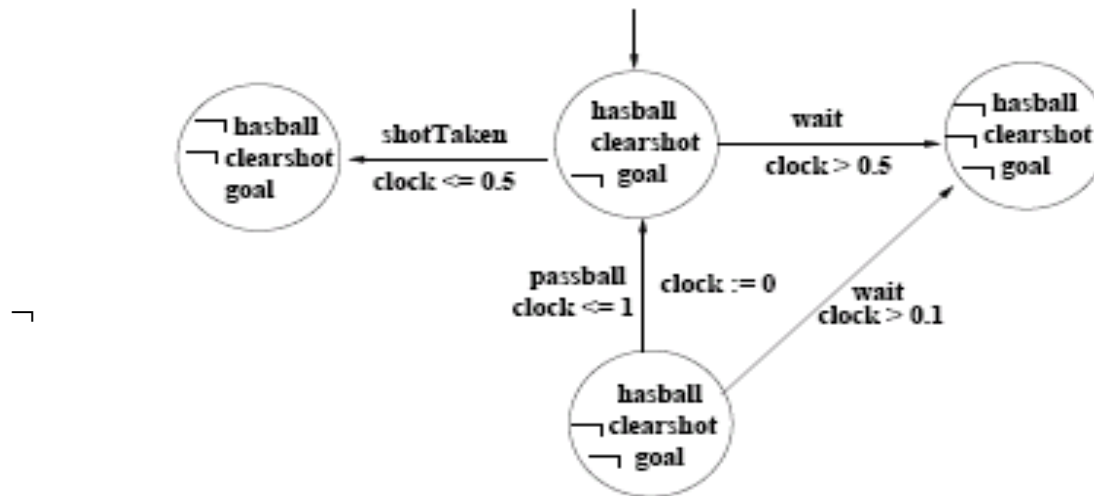 ¬ hasball
¬ clearshot
goal
shotTaken
clock <= 0.5
hasball
clearshot
¬ goal
wait
clock > 0.5
¬ hasball
¬ clearshot
¬ goal
passball
clock <= 1
clock := 0
wait
clock > 0.1
¬
hasball
¬ clearshot
¬ goal